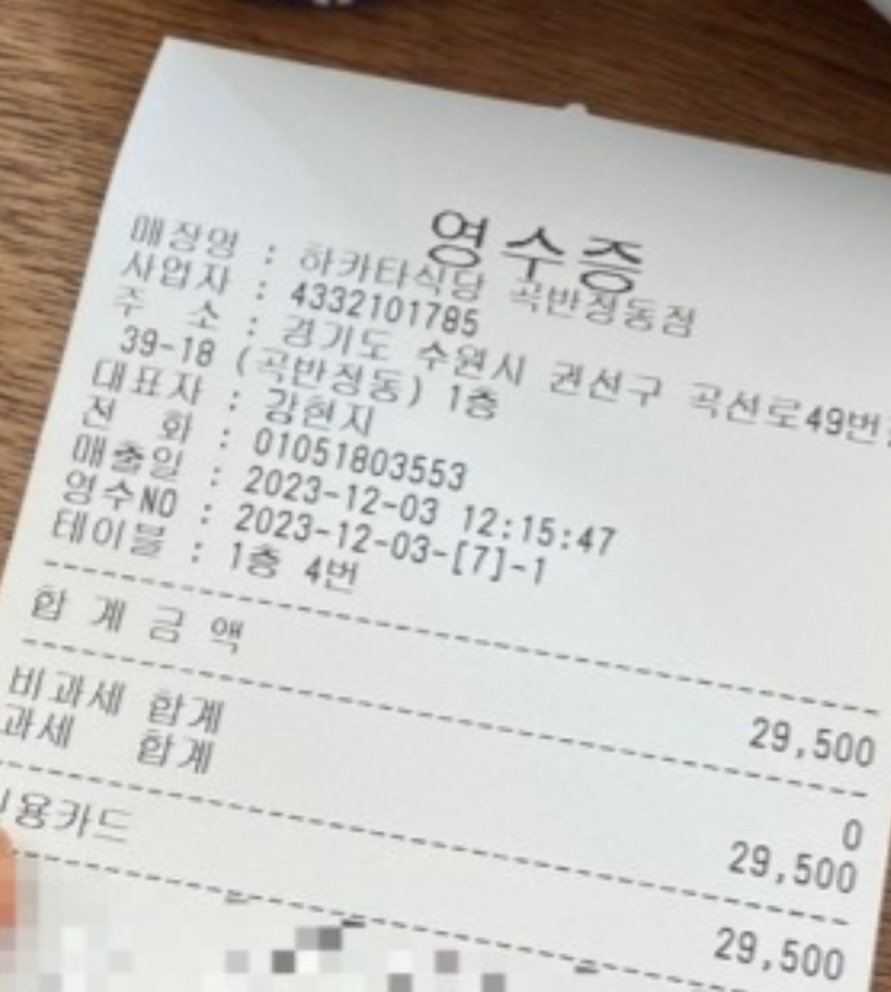 영수증
매장명 : 하카타식당 곡반정동점
사업자 : 4332101785
주 소 : 경기도 수원시 권선구 곡선로49번
39-18 (곡반정동) 1층
대표자 : 강현지
전 화 : 01051803553
매출일 : 2023-12-03 12:15:47
영수NO : 2023-12-03-[7]-1
테이블 : 1층 4번
합 계 금 액 29,500
비과세 합계 0
과세 합계 29,500
신용카드 29,500